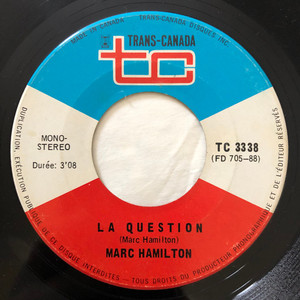 MADE IN CANADA
TRANS-CANADA DISQUES INC.
TRANS-CANADA
tc
MONO-
STEREO
Durée: 3'08
TC 3338
(FD 705-88)
LA QUESTION
(Marc Hamilton)
MARC HAMILTON
DUPLICATION, EXÉCUTION PUBLIQUE ET DE CE DISQUE INTERDITES - TOUS DROITS DU PRODUCTEUR PHONOGRAPHIQUE ET DE L'ÉDITEUR RÉSERVÉS